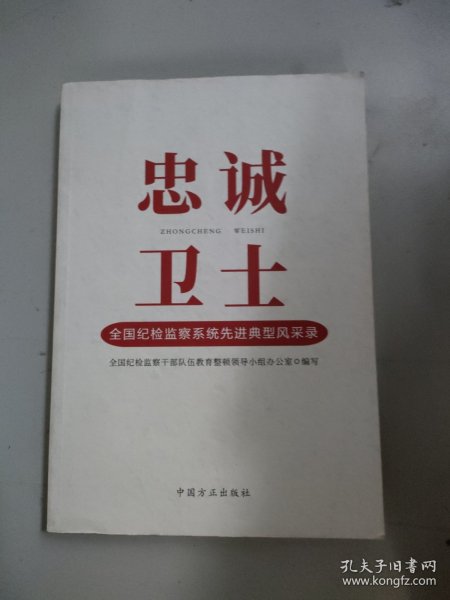 忠诚
ZHONGCHENG WEISHI
卫士
全国纪检监察系统先进典型风采录
全国纪检监察干部队伍教育整顿领导小组办公室○编写
中国方正出版社
孔夫子旧书网
www.kongfz.com